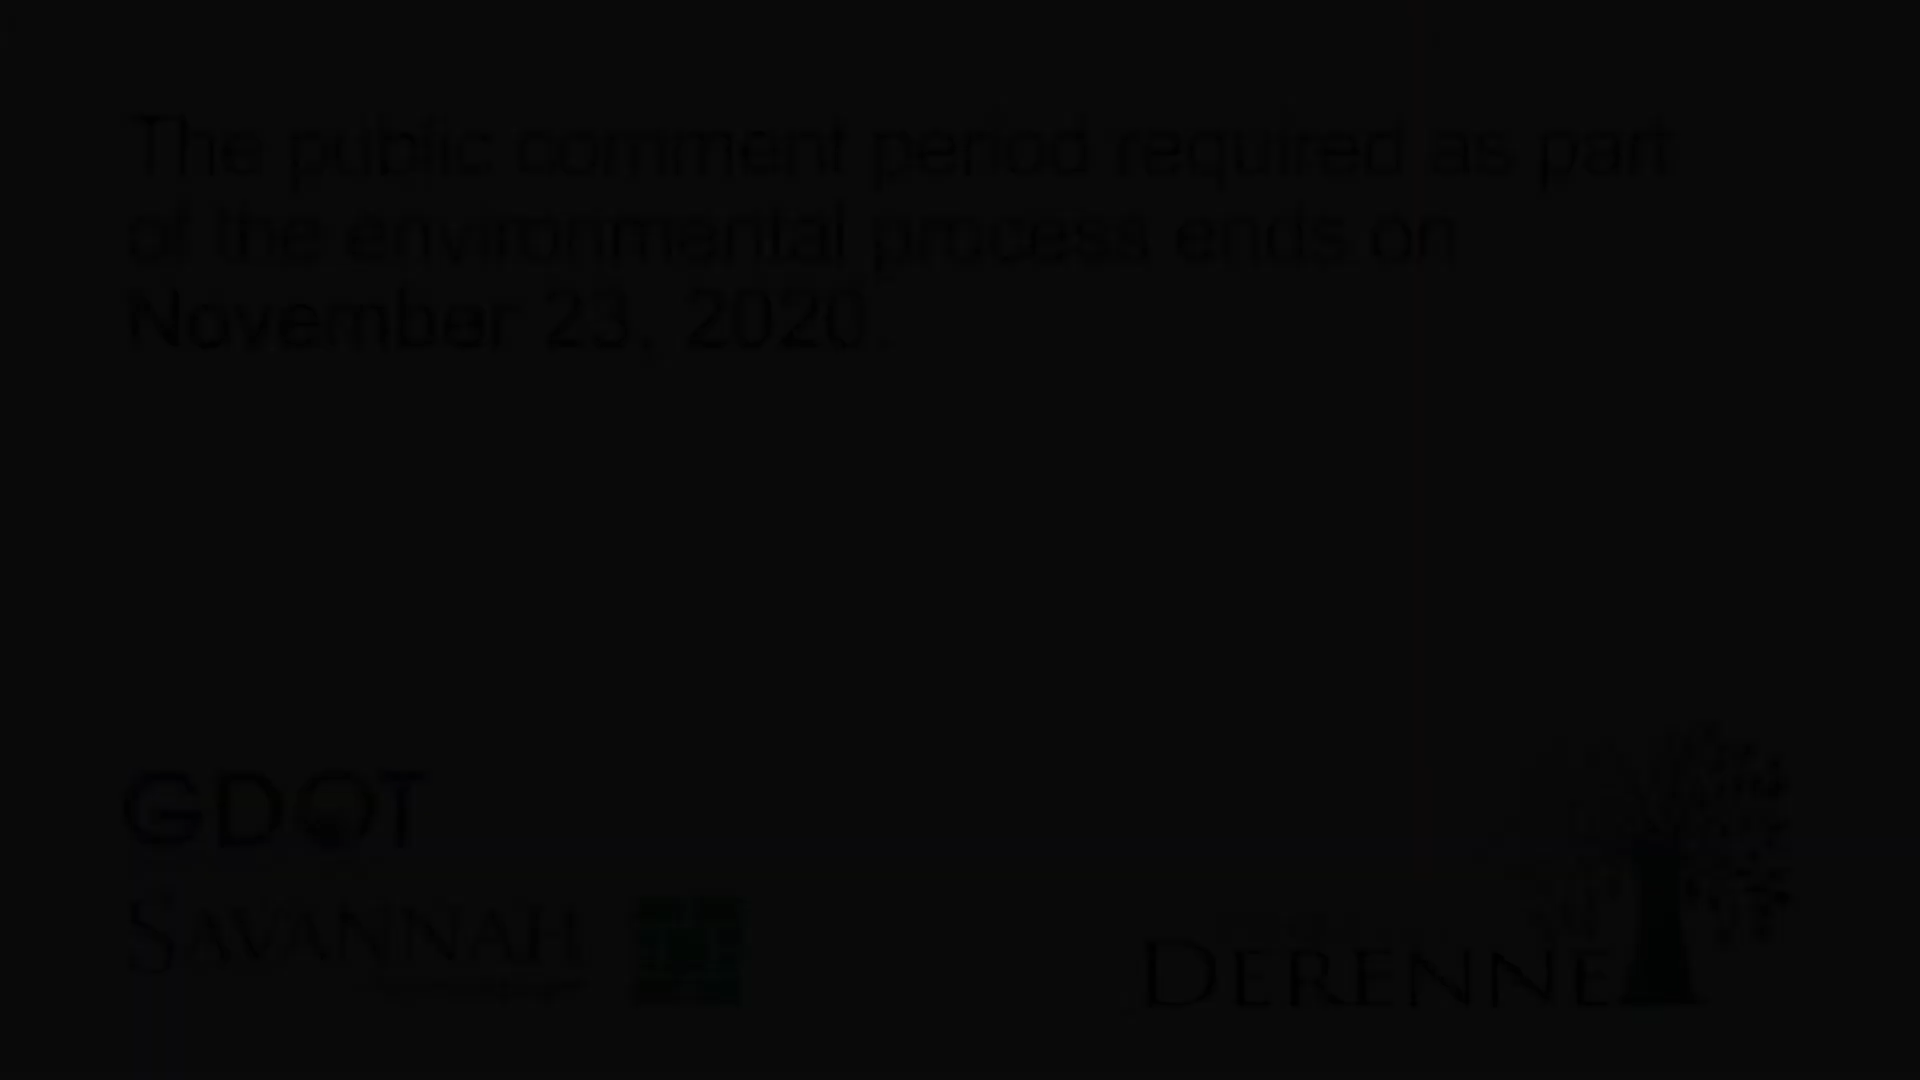 The public comment period required as part
of the environmental process ends on
November 23, 2020.
GDOT
SAVANNAH
DERENNE